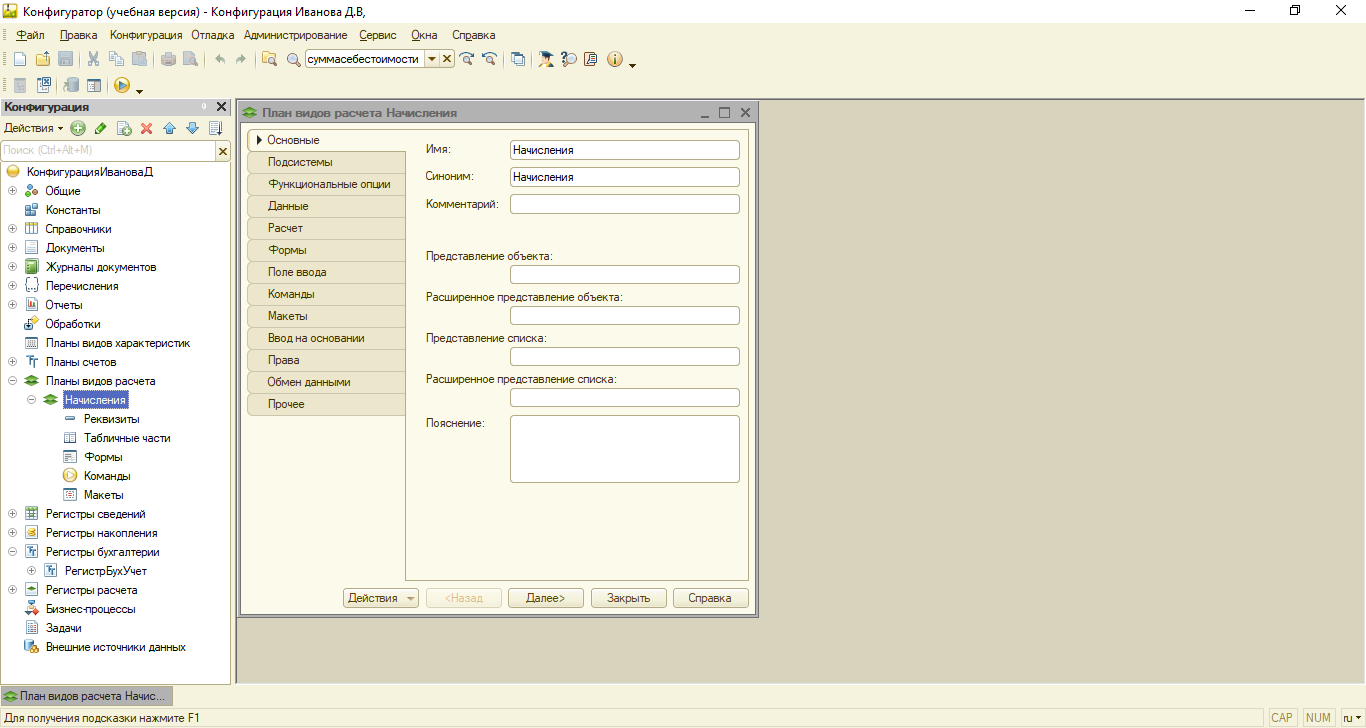 Конфигуратор (учебная версия) - Конфигурация Иванова Д.В,
Файл Правка Конфигурация Отладка Администрирование Сервис Окна Справка
суммасебестоимости
Конфигурация
Действия
Поиск (Ctrl+Alt+M)
КонфигурацияИвановаД
Общие
Константы
Справочники
Документы
Журналы документов
Перечисления
Отчеты
Обработки
Планы видов характеристик
Планы счетов
Планы видов расчета
Начисления
Реквизиты
Табличные части
Формы
Команды
Макеты
Регистры сведений
Регистры накопления
Регистры бухгалтерии
РегистрБухУчет
Регистры расчета
Бизнес-процессы
Задачи
Внешние источники данных
План видов расчета Начисления
Основные
Подсистемы
Функциональные опции
Данные
Расчет
Формы
Поле ввода
Команды
Макеты
Ввод на основании
Права
Обмен данными
Прочее
Имя: Начисления
Синоним: Начисления
Комментарий:
Представление объекта:
Расширенное представление объекта:
Представление списка:
Расширенное представление списка:
Пояснение:
Действия <Назад Далее> Закрыть Справка
План видов расчета Начис...
Для получения подсказки нажмите F1 CAP NUM ru